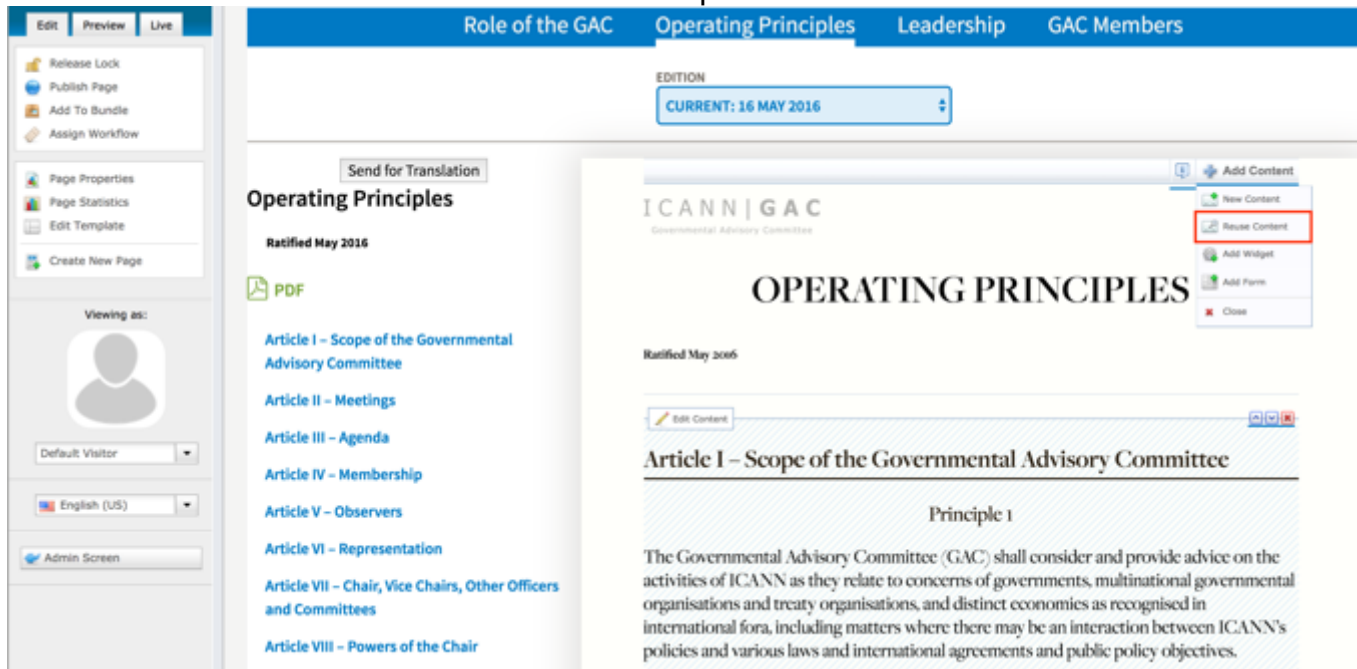 Edit Preview Live
Release Lock
Publish Page
Add To Bundle
Assign Workflow
Page Properties
Page Statistics
Edit Template
Create New Page
Viewing as:
Default Visitor
English (US)
Admin Screen
Role of the GAC Operating Principles Leadership GAC Members
EDITION
CURRENT: 16 MAY 2016
Send for Translation
Operating Principles
Ratified May 2016
PDF
Article I – Scope of the Governmental
Advisory Committee
Article II – Meetings
Article III – Agenda
Article IV – Membership
Article V – Observers
Article VI – Representation
Article VII – Chair, Vice Chairs, Other Officers
and Committees
Article VIII – Powers of the Chair
Add Content
New Content
Reuse Content
Add Widget
Add Form
Close
ICANN|GAC
Governmental Advisory Committee
OPERATING PRINCIPLES
Ratified May 2016
Edit Content
Article I – Scope of the Governmental Advisory Committee
Principle 1
The Governmental Advisory Committee (GAC) shall consider and provide advice on the
activities of ICANN as they relate to concerns of governments, multinational governmental
organisations and treaty organisations, and distinct economies as recognised in
international fora, including matters where there may be an interaction between ICANN's
policies and various laws and international agreements and public policy objectives.